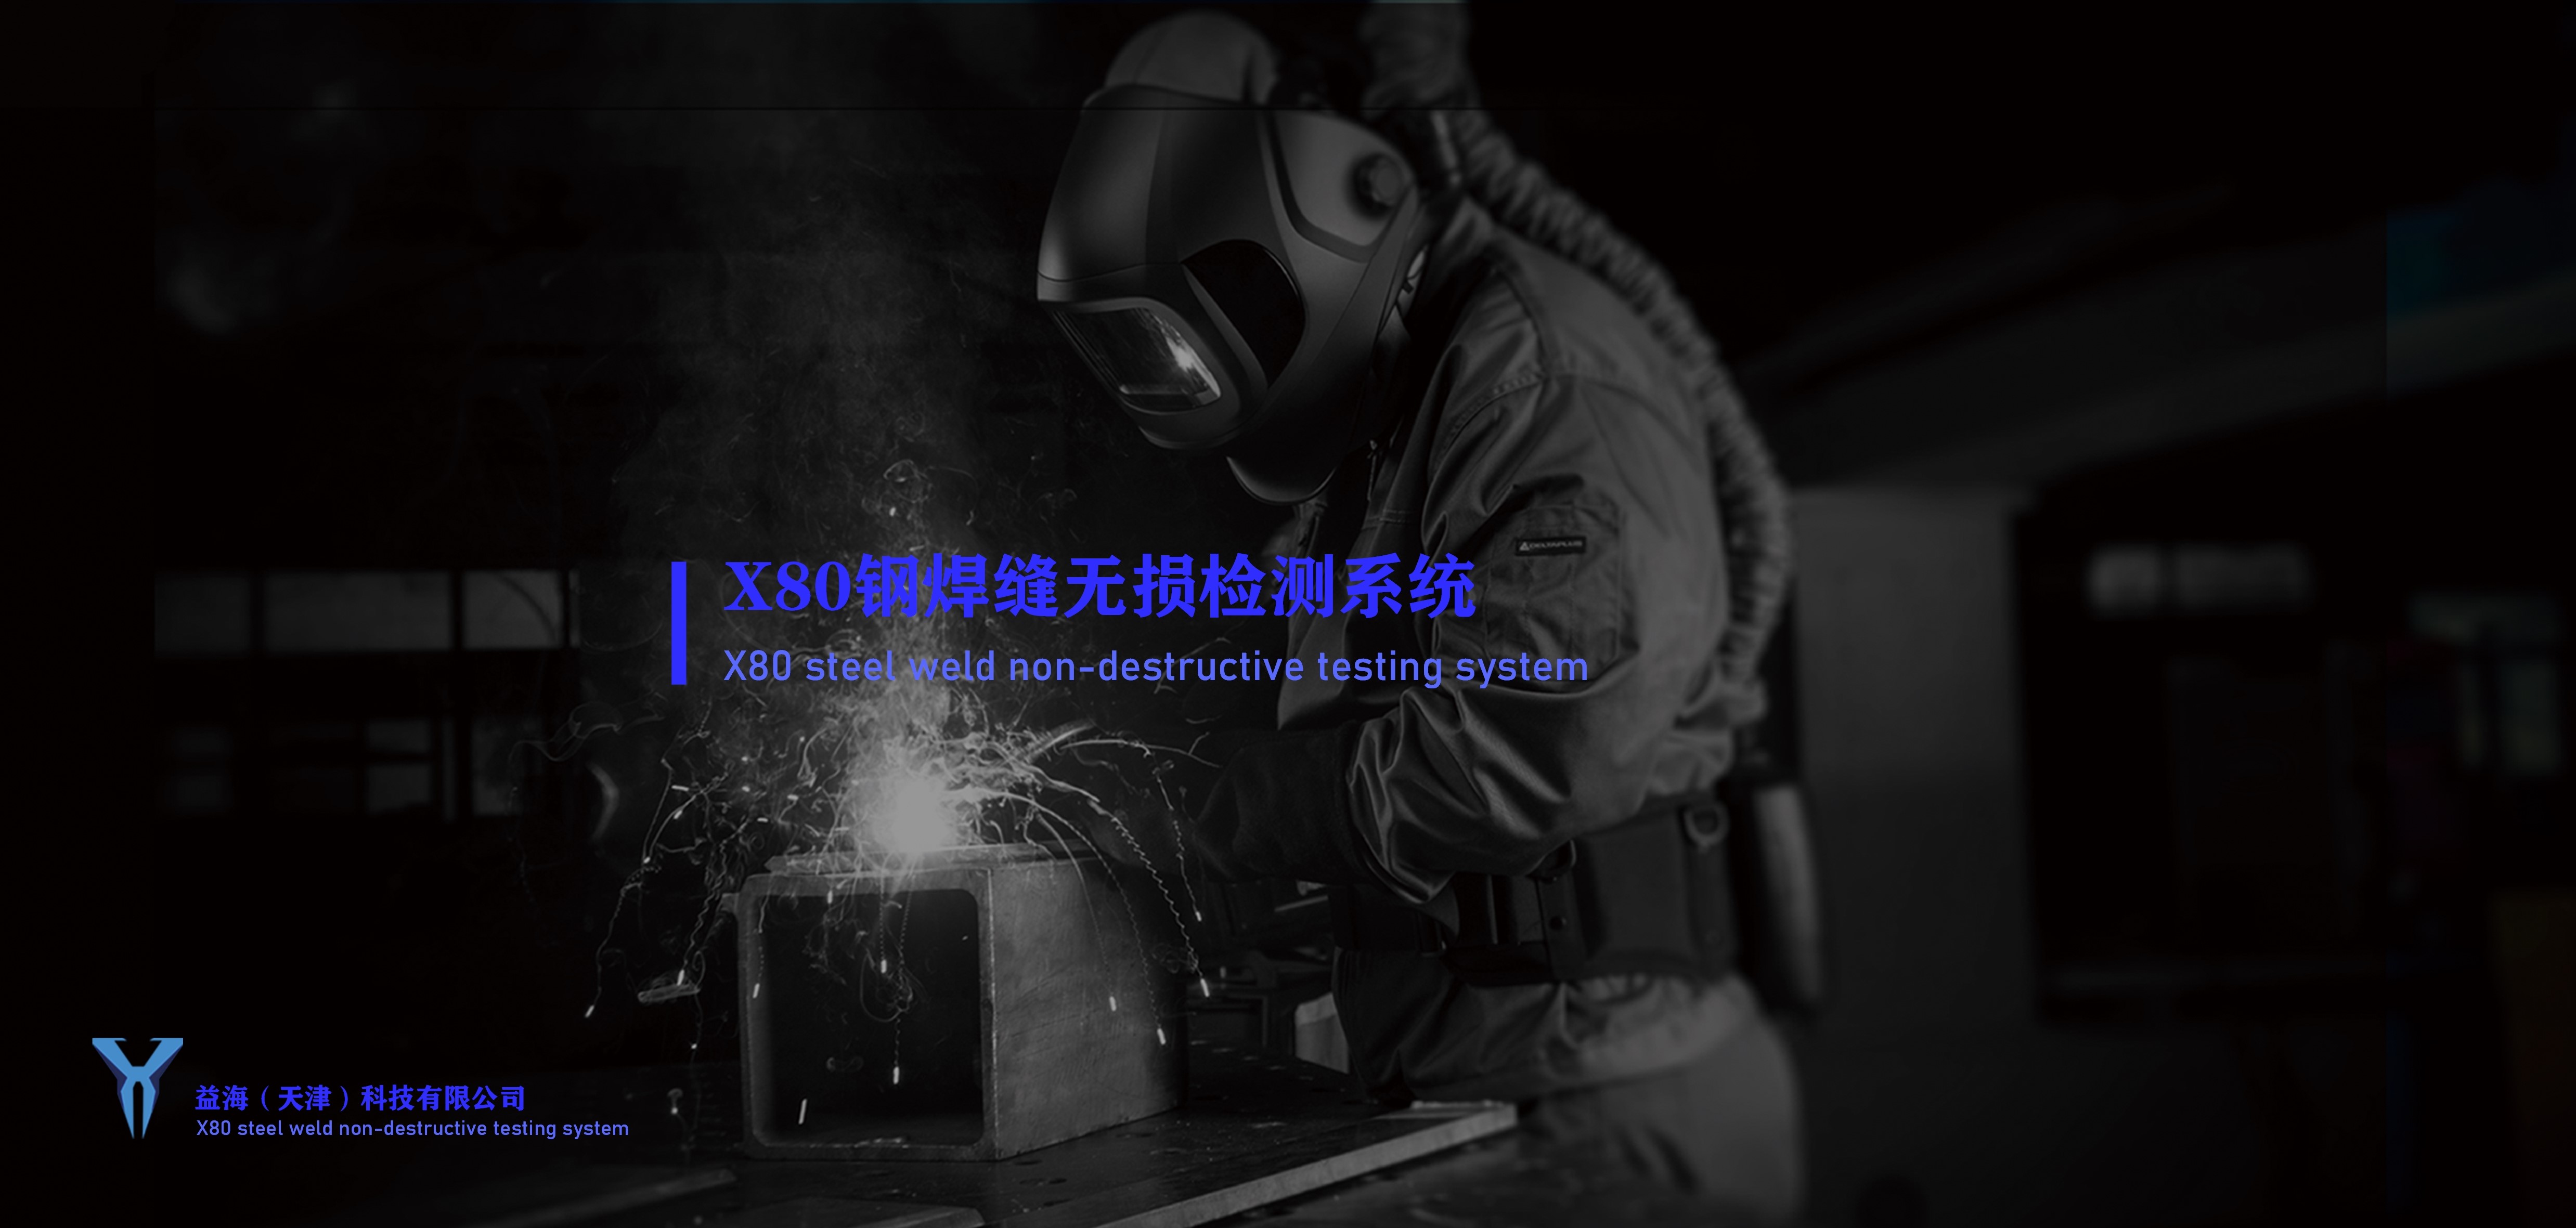 X80钢焊缝无损检测系统
X80 steel weld non-destructive testing system
DELTAPLUS
益海（天津）科技有限公司
X80 steel weld non-destructive testing system